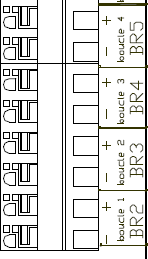 - + boucle 4
BR5
- + boucle 3
BR4
- + boucle 2
BR3
- + boucle 1
BR2